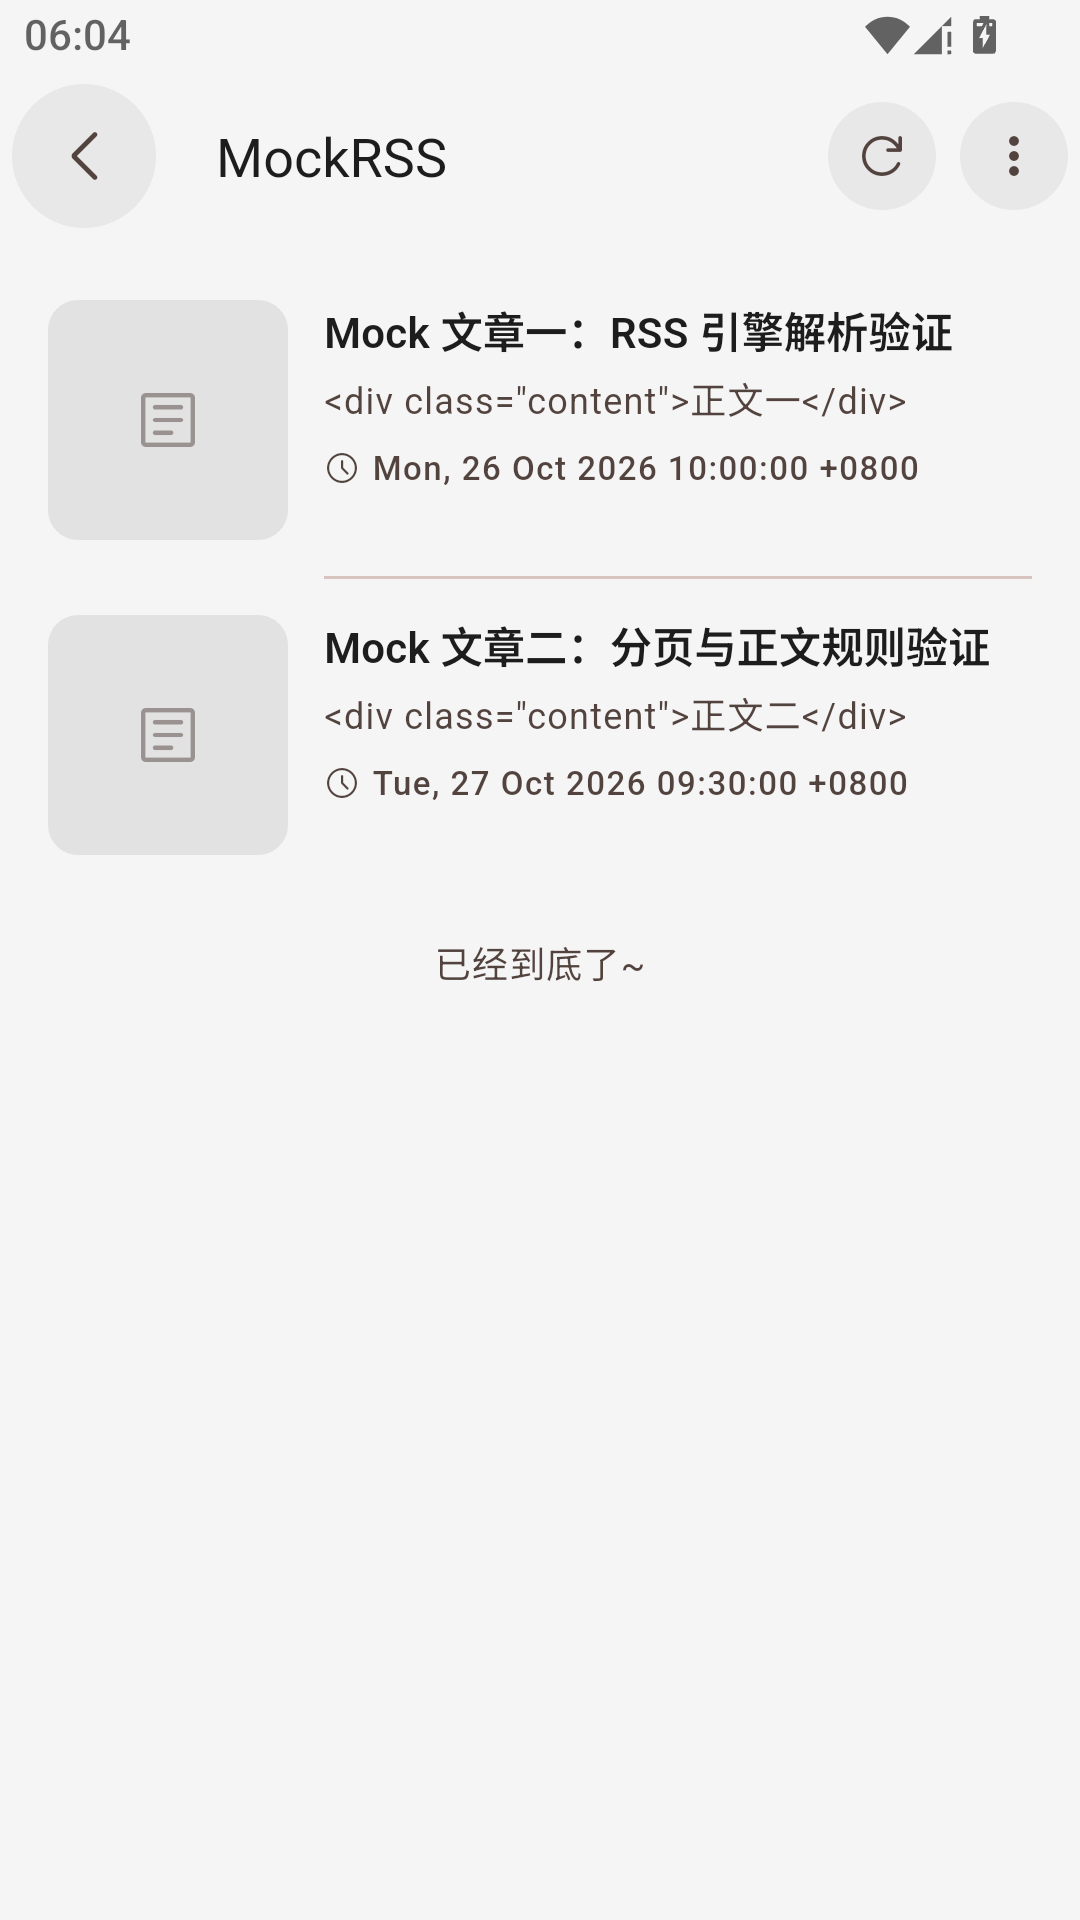 06:04
MockRSS
Mock 文章一：RSS 引擎解析验证
<div class="content">正文一</div>
Mon, 26 Oct 2026 10:00:00 +0800
Mock 文章二：分页与正文规则验证
<div class="content">正文二</div>
Tue, 27 Oct 2026 09:30:00 +0800
已经到底了~